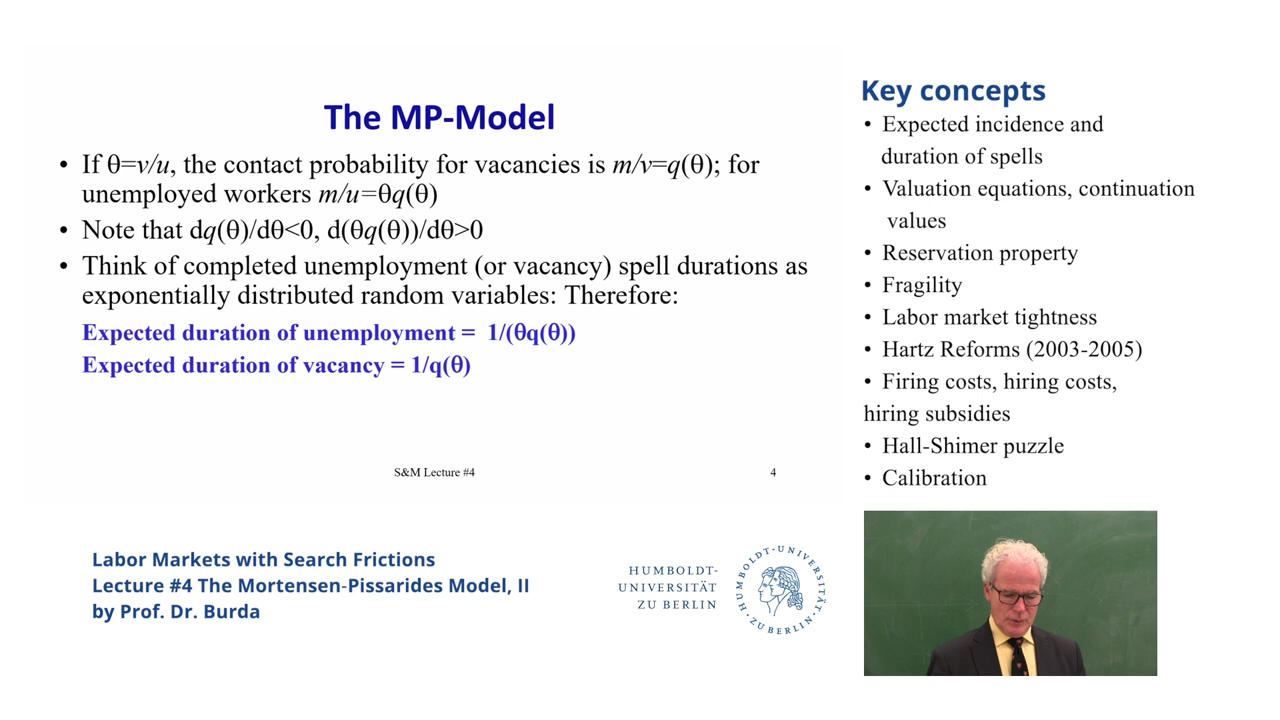 The MP-Model
• If θ=v/u, the contact probability for vacancies is m/v=q(θ); for
unemployed workers m/u=θq(θ)
• Note that dq(θ)/dθ<0, d(θq(θ))/dθ>0
• Think of completed unemployment (or vacancy) spell durations as
exponentially distributed random variables: Therefore:
Expected duration of unemployment = 1/(θq(θ))
Expected duration of vacancy = 1/q(θ)
S&M Lecture #4
4
Key concepts
• Expected incidence and
duration of spells
• Valuation equations, continuation
values
• Reservation property
• Fragility
• Labor market tightness
• Hartz Reforms (2003-2005)
• Firing costs, hiring costs,
hiring subsidies
• Hall-Shimer puzzle
• Calibration
Labor Markets with Search Frictions
Lecture #4 The Mortensen-Pissarides Model, II
by Prof. Dr. Burda
HUMBOLDT-
UNIVERSITÄT
ZU BERLIN
HUMBOLDT-UNIVERSITÄT
ZU BERLIN